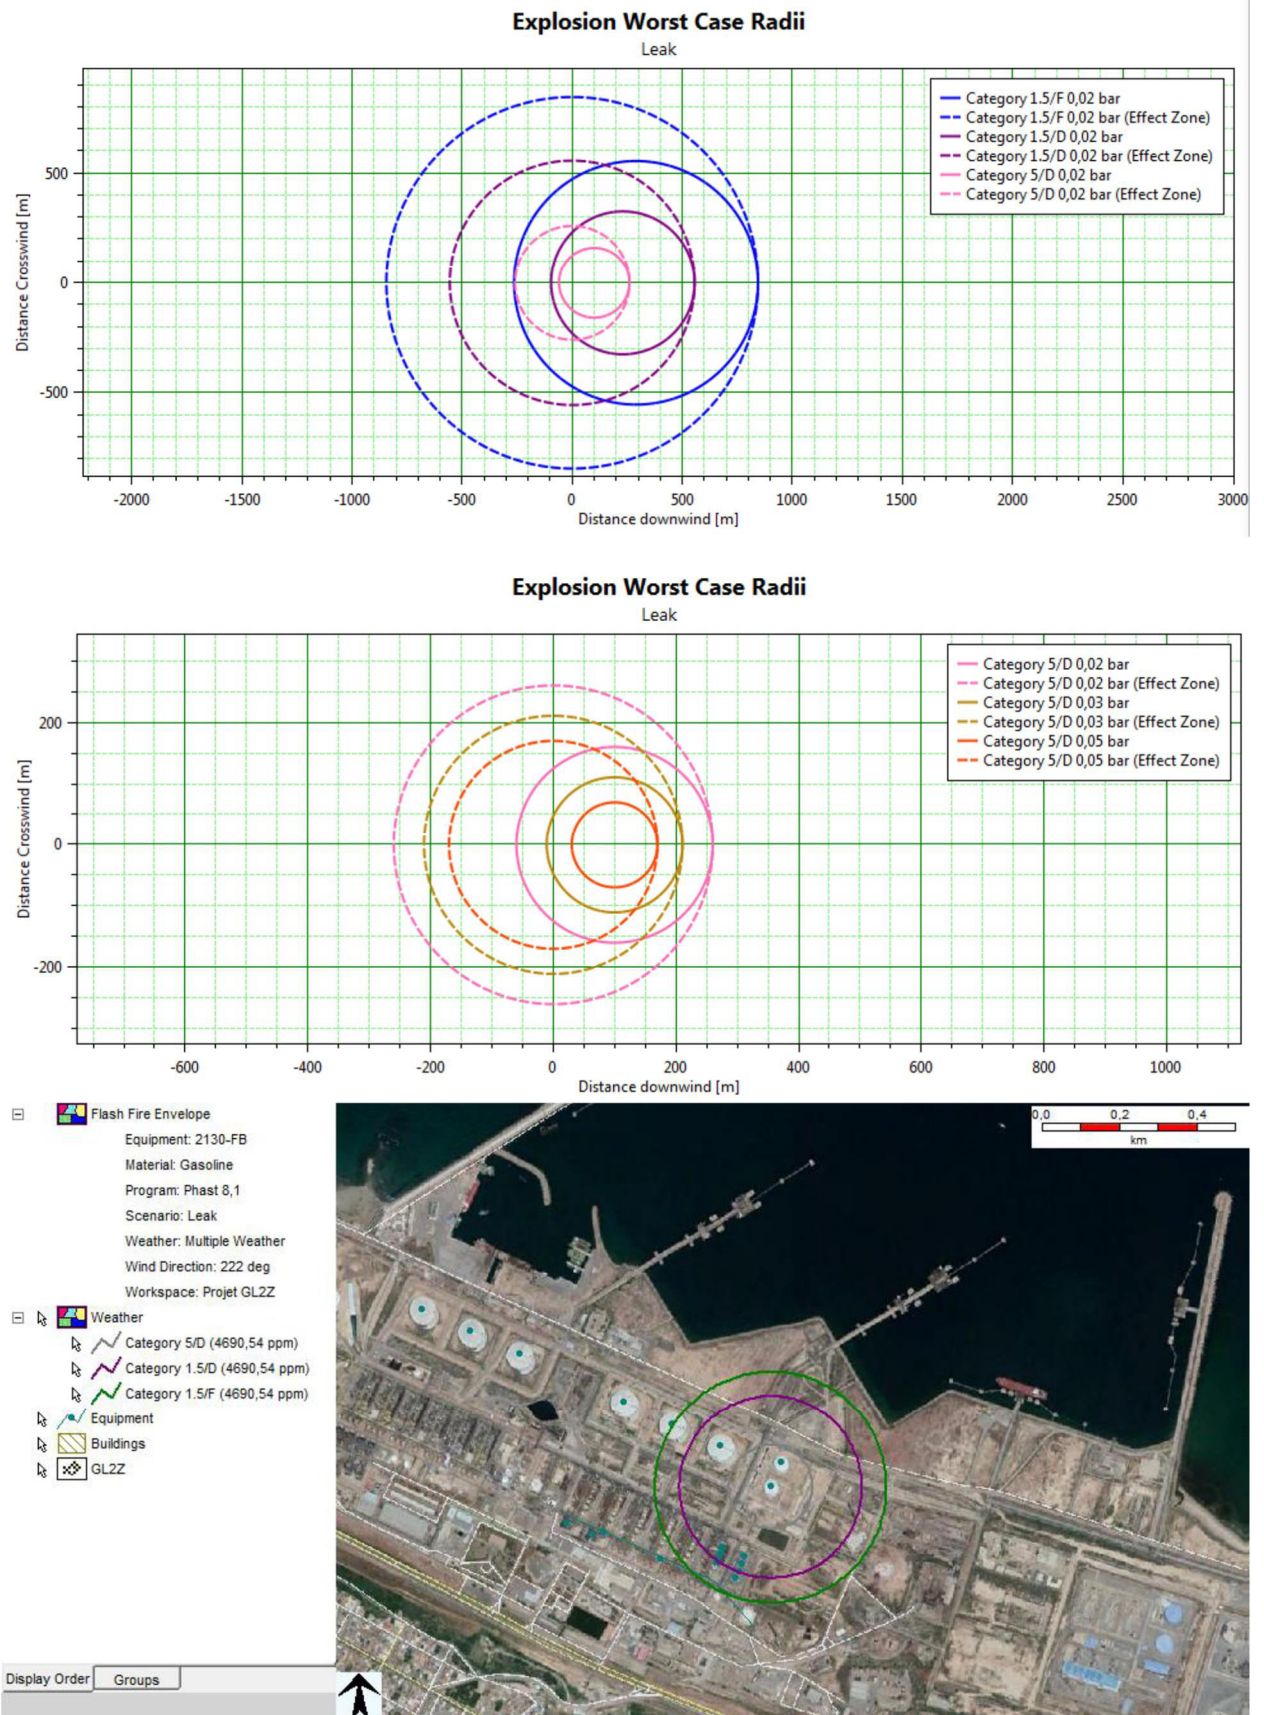 Explosion Worst Case Radii
Leak
Category 1.5/F 0,02 bar
Category 1.5/F 0,02 bar (Effect Zone)
Category 1.5/D 0,02 bar
Category 1.5/D 0,02 bar (Effect Zone)
Category 5/D 0,02 bar
Category 5/D 0,02 bar (Effect Zone)
Distance Crosswind [m]
500
0
-500
-2000 -1500 -1000 -500 0 500 1000 1500 2000 2500 3000
Distance downwind [m]
Explosion Worst Case Radii
Leak
Category 5/D 0,02 bar
Category 5/D 0,02 bar (Effect Zone)
Category 5/D 0,03 bar
Category 5/D 0,03 bar (Effect Zone)
Category 5/D 0,05 bar
Category 5/D 0,05 bar (Effect Zone)
Distance Crosswind [m]
200
0
-200
-600 -400 -200 0 200 400 600 800 1000
Distance downwind [m]
Flash Fire Envelope
Equipment: 2130-FB
Material: Gasoline
Program: Phast 8,1
Scenario: Leak
Weather: Multiple Weather
Wind Direction: 222 deg
Workspace: Projet GL2Z
Weather
Category 5/D (4690,54 ppm)
Category 1.5/D (4690,54 ppm)
Category 1.5/F (4690,54 ppm)
Equipment
Buildings
GL2Z
Display Order Groups
0,0 0,2 0,4
km